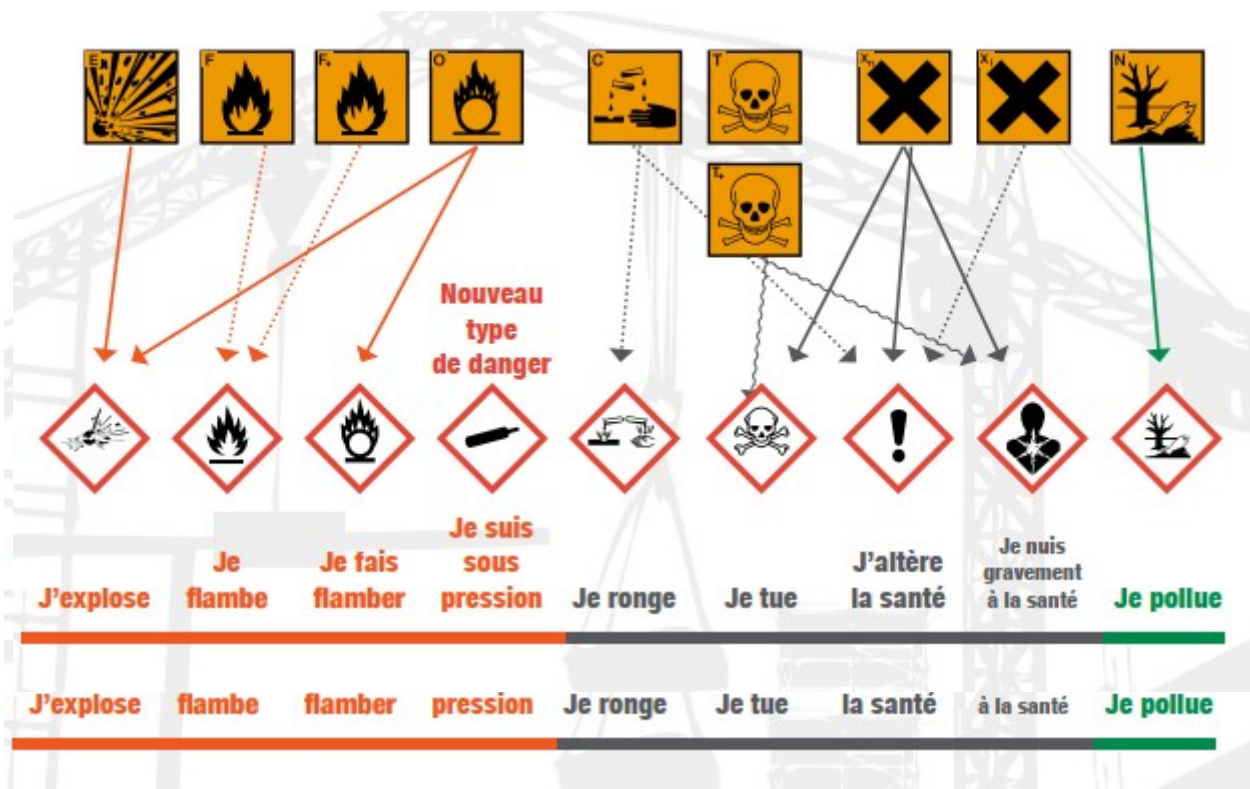 E F F+ O C T Xn Xi N
T+
Nouveau
type
de danger
J'explose
Je
flambe
Je fais
flamber
Je suis
sous
pression
Je ronge
Je tue
J'altère
la santé
Je nuis
gravement
à la santé
Je pollue
J'explose flambe flamber pression Je ronge Je tue la santé à la santé Je pollue